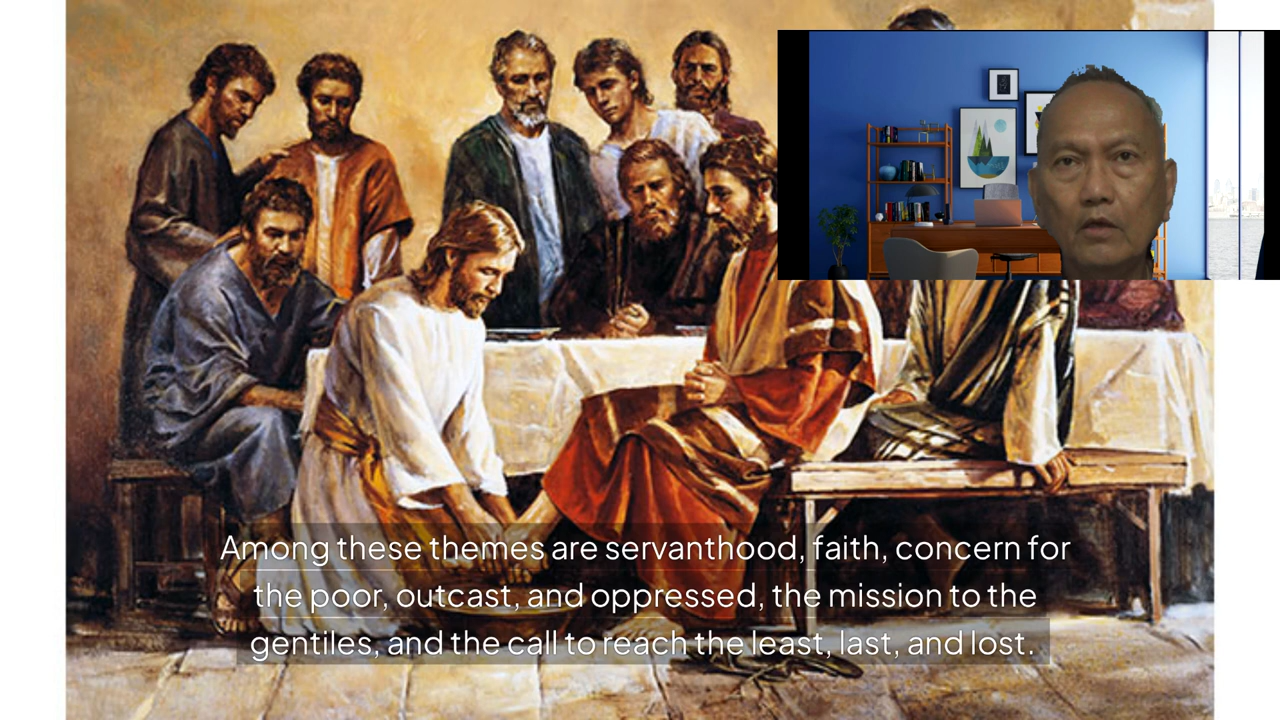 Among these themes are servanthood, faith, concern for
the poor, outcast, and oppressed, the mission to the
gentiles, and the call to reach the least, last, and lost.